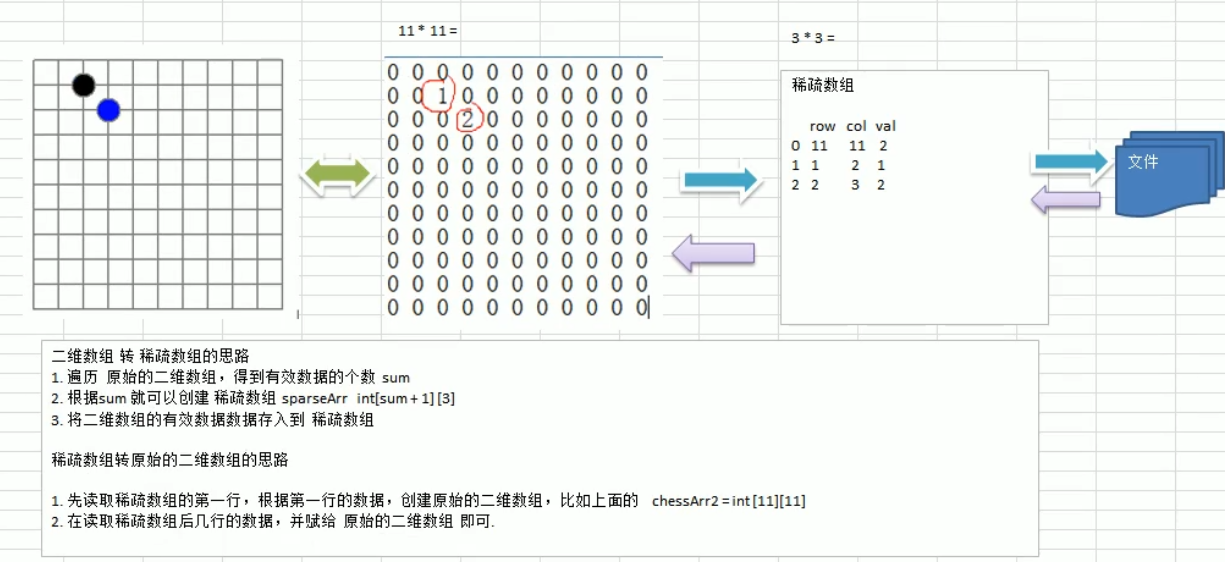 11 * 11 =
3 * 3 =
0 0 0 0 0 0 0 0 0 0 0
0 0 1 0 0 0 0 0 0 0 0
0 0 0 2 0 0 0 0 0 0 0
0 0 0 0 0 0 0 0 0 0 0
0 0 0 0 0 0 0 0 0 0 0
0 0 0 0 0 0 0 0 0 0 0
0 0 0 0 0 0 0 0 0 0 0
0 0 0 0 0 0 0 0 0 0 0
0 0 0 0 0 0 0 0 0 0 0
0 0 0 0 0 0 0 0 0 0 0
0 0 0 0 0 0 0 0 0 0 0
稀疏数组
row col val
0 11 11 2
1 1 2 1
2 2 3 2
文件
二维数组 转 稀疏数组的思路
1. 遍历 原始的二维数组，得到有效数据的个数 sum
2. 根据sum 就可以创建 稀疏数组 sparseArr int[sum + 1] [3]
3. 将二维数组的有效数据数据存入到 稀疏数组
稀疏数组转原始的二维数组的思路
1. 先读取稀疏数组的第一行，根据第一行的数据，创建原始的二维数组，比如上面的 chessArr2 = int [11][11]
2. 在读取稀疏数组后几行的数据，并赋给 原始的二维数组 即可.